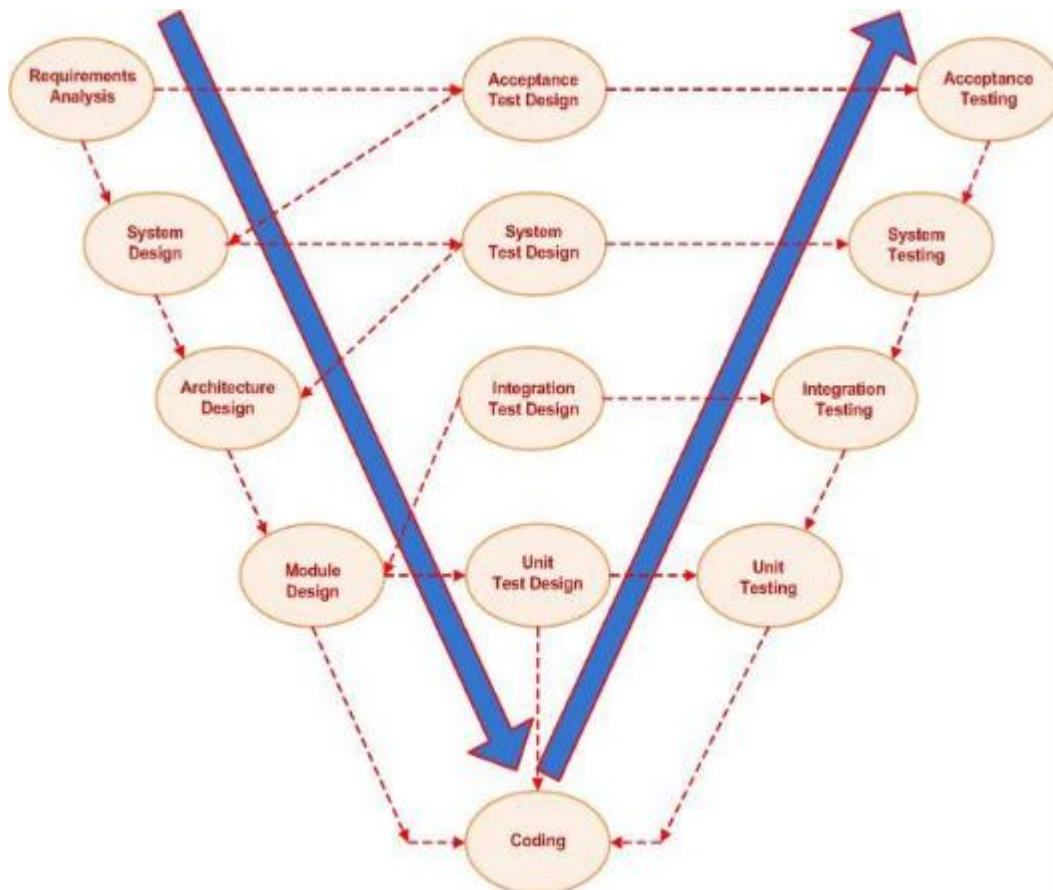 Requirements
Analysis
Acceptance
Test Design
Acceptance
Testing
System
Design
System
Test Design
System
Testing
Architecture
Design
Integration
Test Design
Integration
Testing
Module
Design
Unit
Test Design
Unit
Testing
Coding